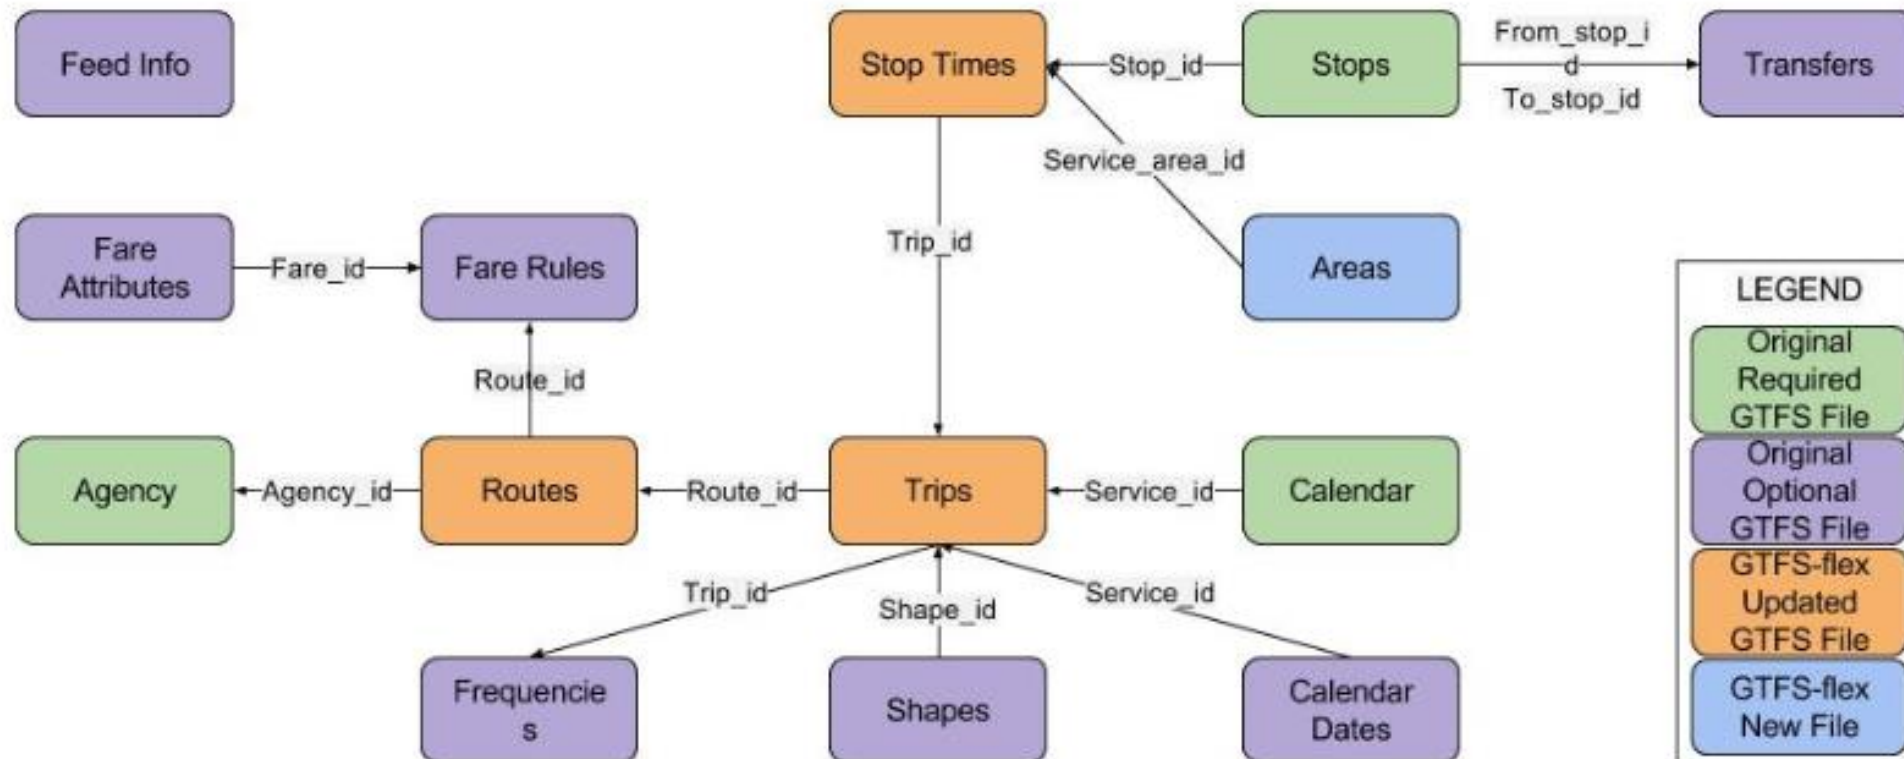 Feed Info
Stop Times
Stop_id
Stops
From_stop_i
d
To_stop_id
Transfers
Service_area_id
Fare
Attributes
Fare_id
Fare Rules
Trip_id
Areas
Route_id
Agency
Agency_id
Routes
Route_id
Trips
Service_id
Calendar
Trip_id
Shape_id
Service_id
Frequencie
s
Shapes
Calendar
Dates
LEGEND
Original
Required
GTFS File
Original
Optional
GTFS File
GTFS-flex
Updated
GTFS File
GTFS-flex
New File